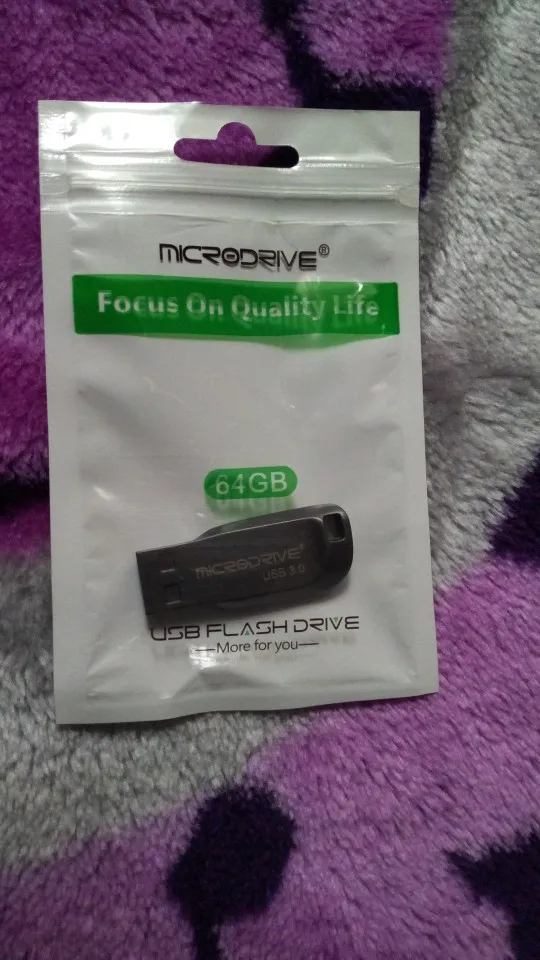 MICRODRIVE®
Focus On Quality Life
64GB
MICRODRIVE®
USB 3.0
USB FLASH DRIVE
—More for you—